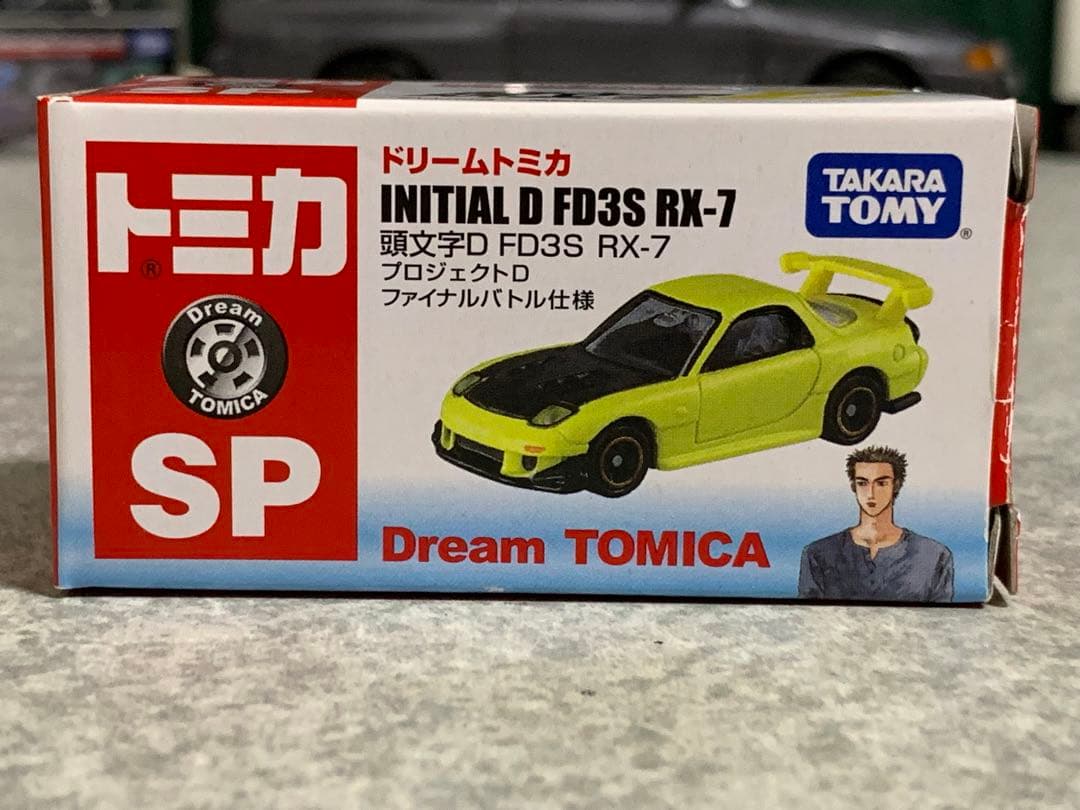 トミカ
®
Dream
TOMICA
SP
ドリームトミカ
INITIAL D FD3S RX-7
頭文字D FD3S RX-7
プロジェクトD
ファイナルバトル仕様
TAKARA
TOMY
®
Dream TOMICA